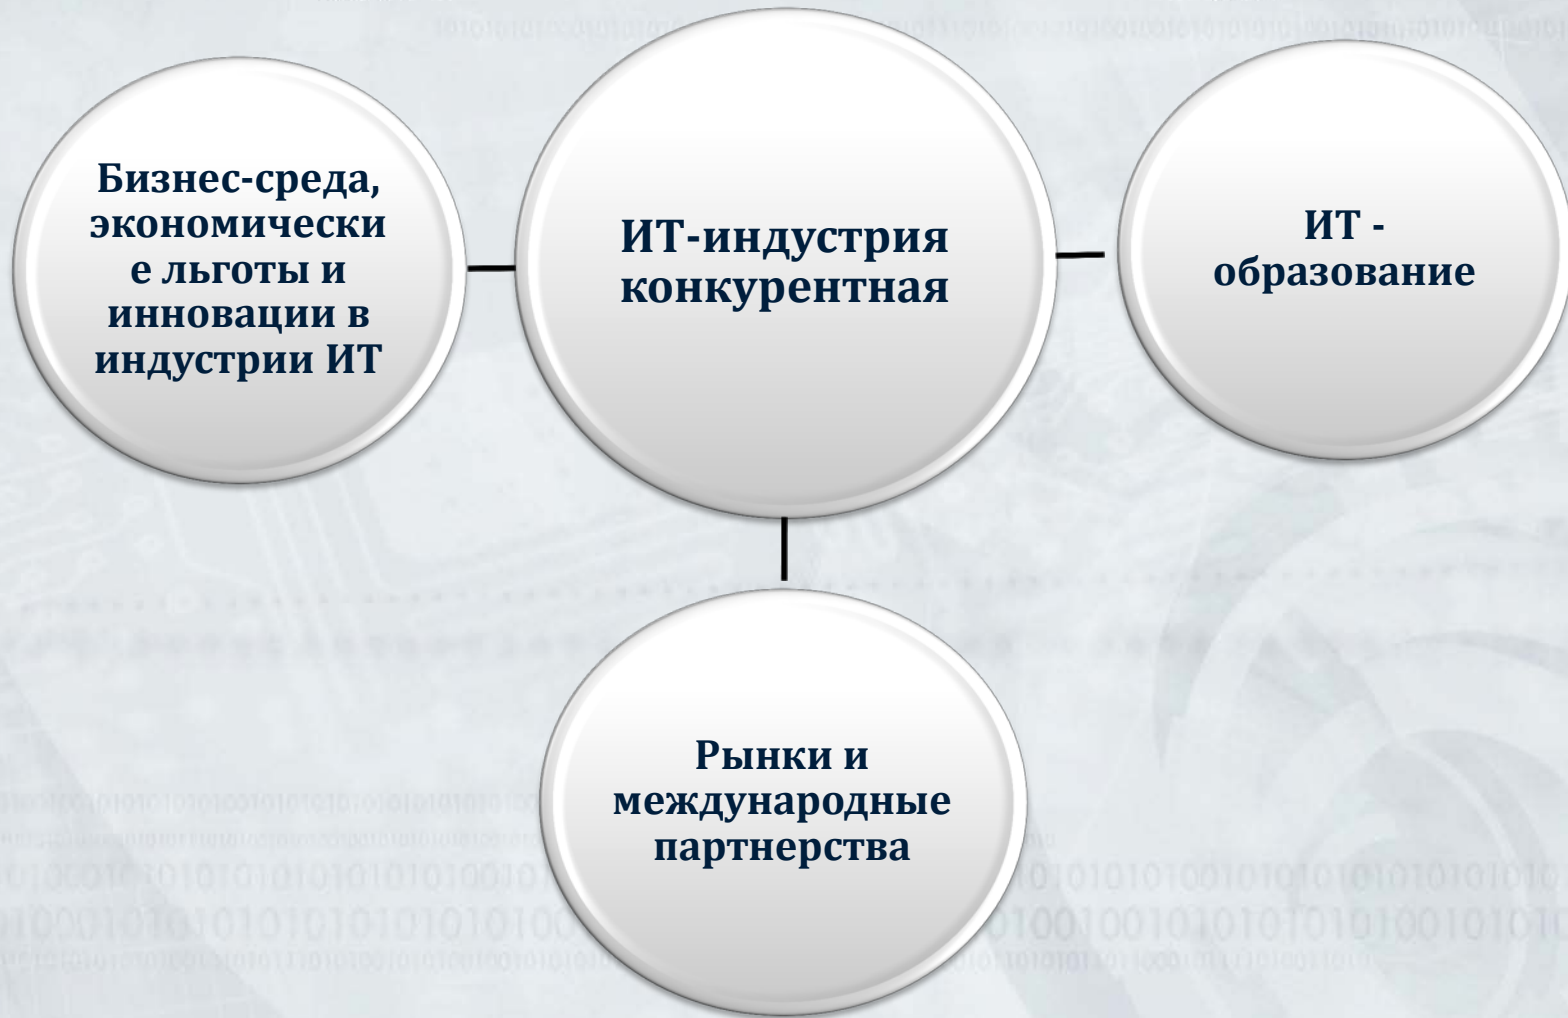 Бизнес-среда,
экономически
е льготы и
инновации в
индустрии ИТ
ИТ-индустрия
конкурентная
ИТ -
образование
Рынки и
международные
партнерства